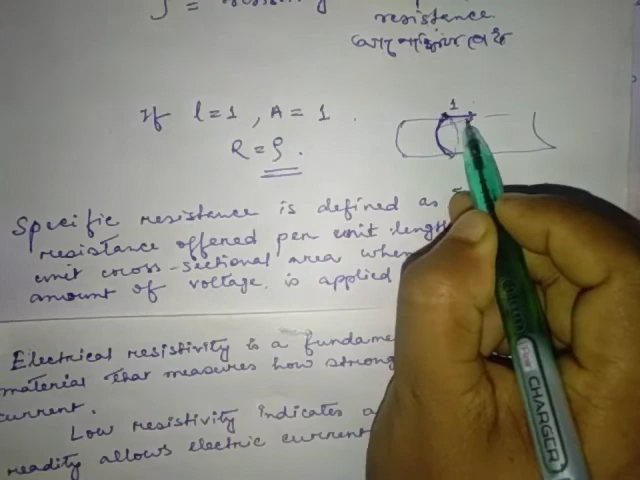 ρ =
resistance.
1
If l=1, A=1.
R=ρ.
Specific resistance is defined as
resistance offered per unit length
unit cross-sectional area when
amount of voltage is applied
Electrical resistivity is a fundame
material that measures how strong
current.
Low resistivity indicates a
readily allows electric current
CHARGER